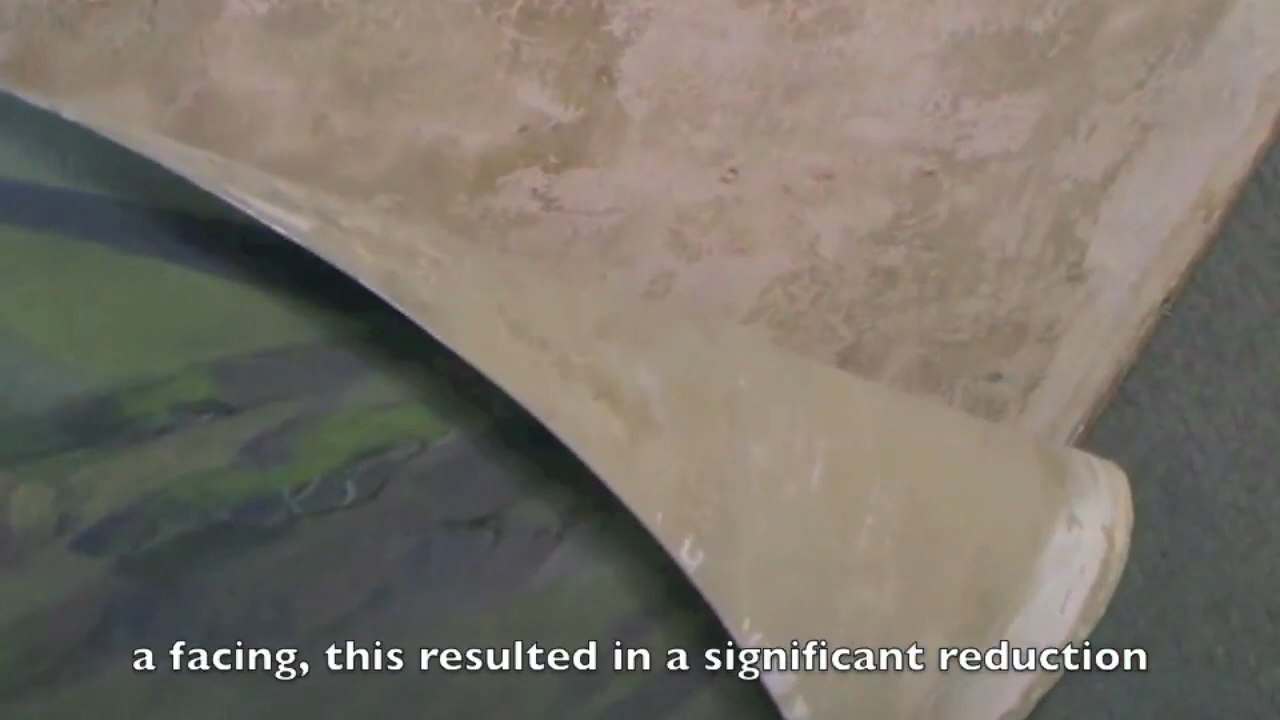 a facing, this resulted in a significant reduction